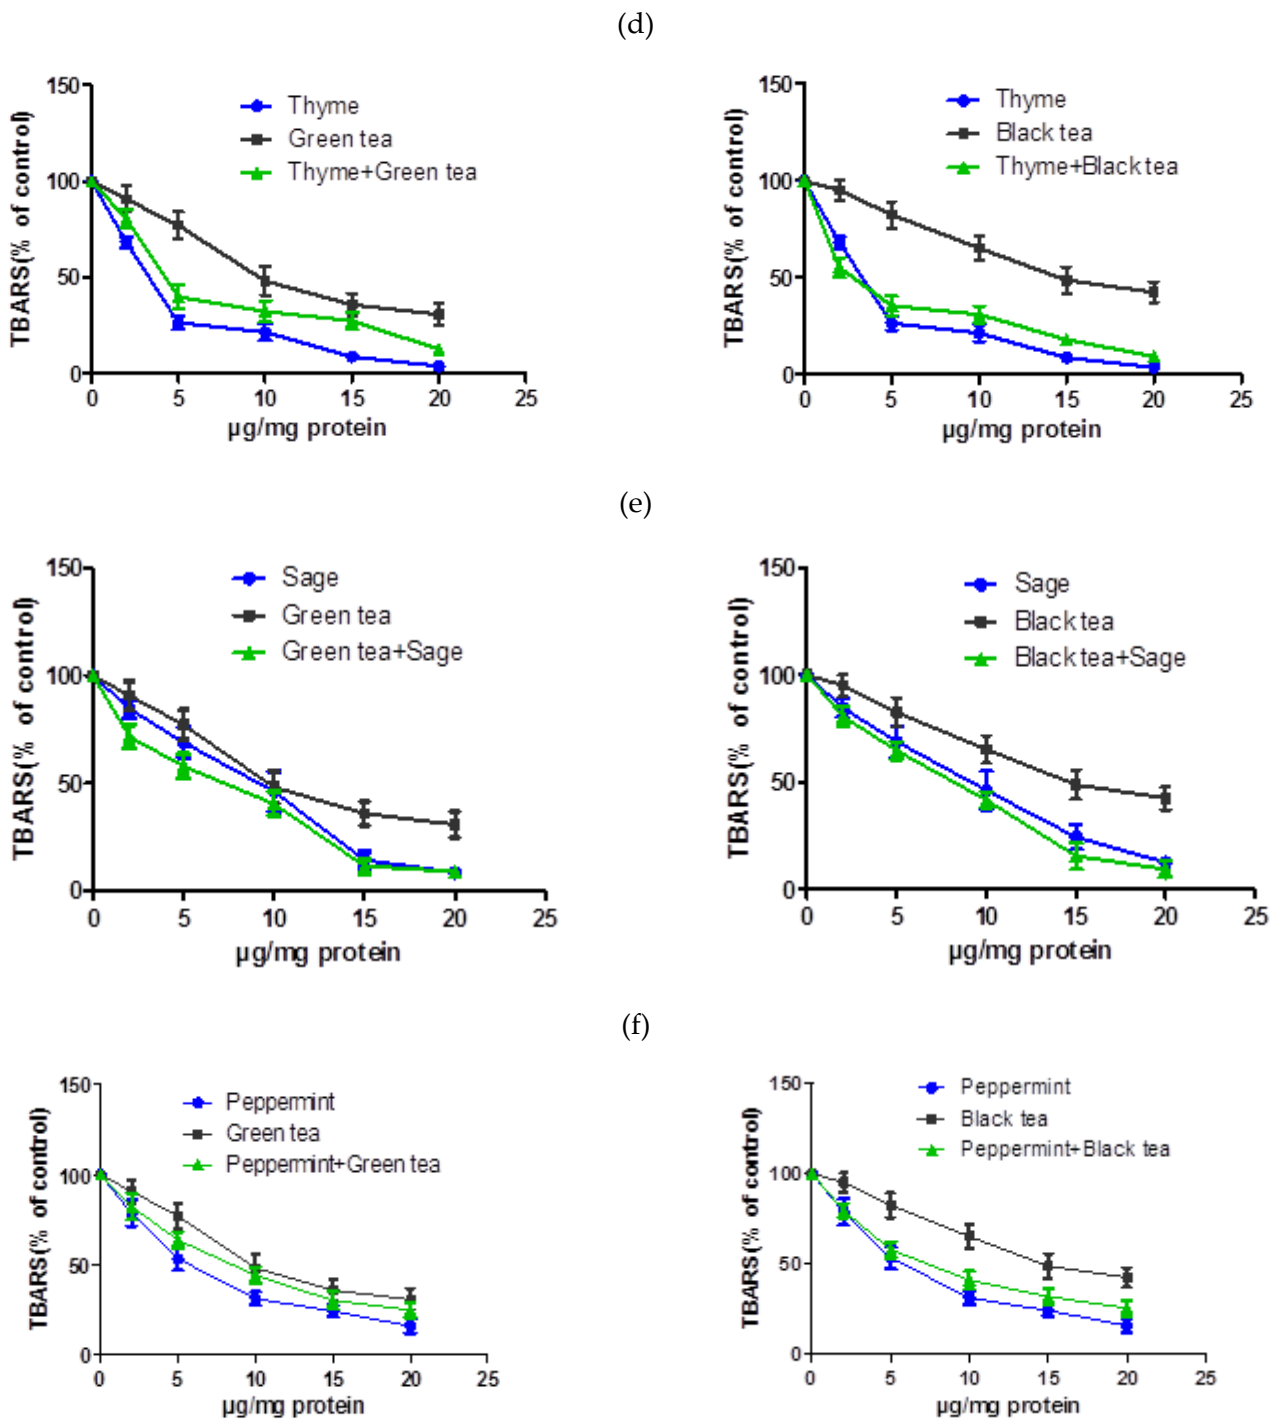 (d)
150
100
50
0
TBARS(% of control)
Thyme
Green tea
Thyme+Green tea
0 5 10 15 20 25
µg/mg protein
150
100
50
0
TBARS(% of control)
Thyme
Black tea
Thyme+Black tea
0 5 10 15 20 25
µg/mg protein
(e)
150
100
50
0
TBARS(% of control)
Sage
Green tea
Green tea+Sage
0 5 10 15 20 25
µg/mg protein
150
100
50
0
TBARS(% of control)
Sage
Black tea
Black tea+Sage
0 5 10 15 20 25
µg/mg protein
(f)
150
100
50
0
TBARS(% of control)
Peppermint
Green tea
Peppermint+Green tea
0 5 10 15 20 25
µg/mg protein
150
100
50
0
TBARS(% of control)
Peppermint
Black tea
Peppermint+Black tea
0 5 10 15 20 25
µg/mg protein